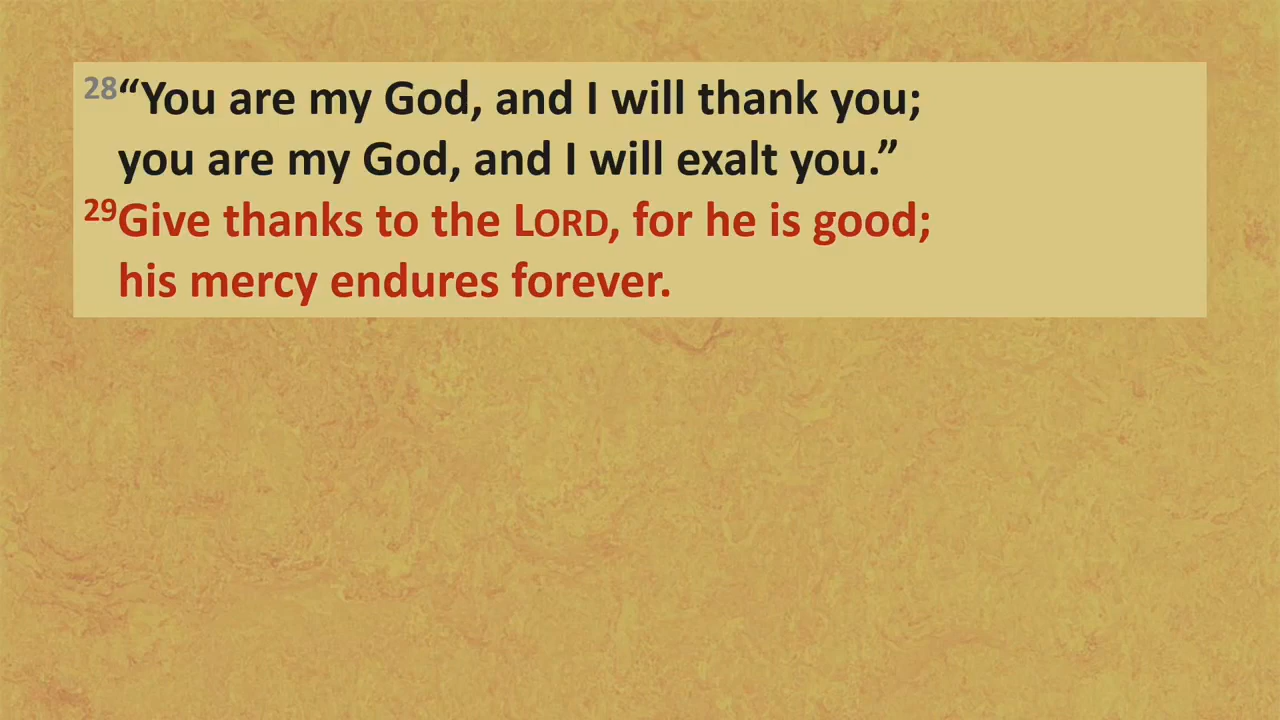 28“You are my God, and I will thank you;
you are my God, and I will exalt you.”
29Give thanks to the LORD, for he is good;
his mercy endures forever.